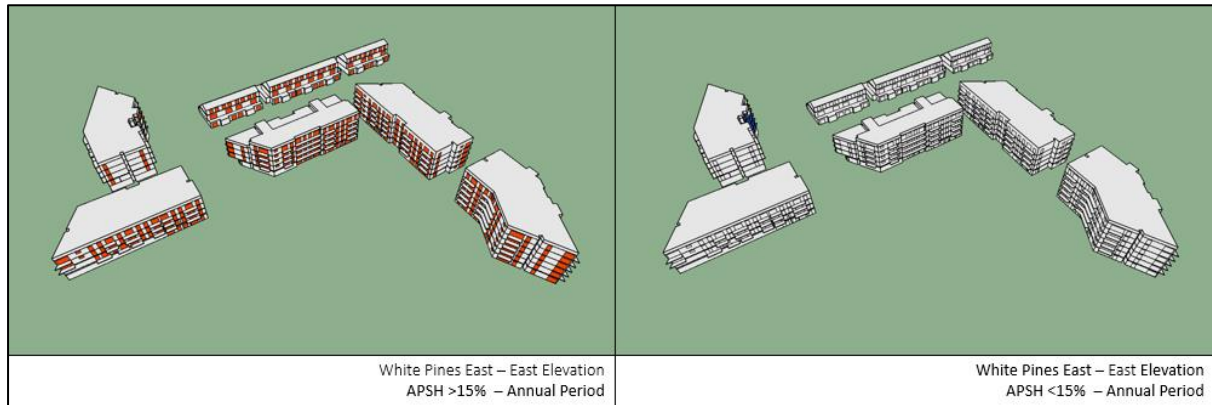 White Pines East – East Elevation
APSH >15%  – Annual Period
White Pines East – East Elevation
APSH <15%  – Annual Period